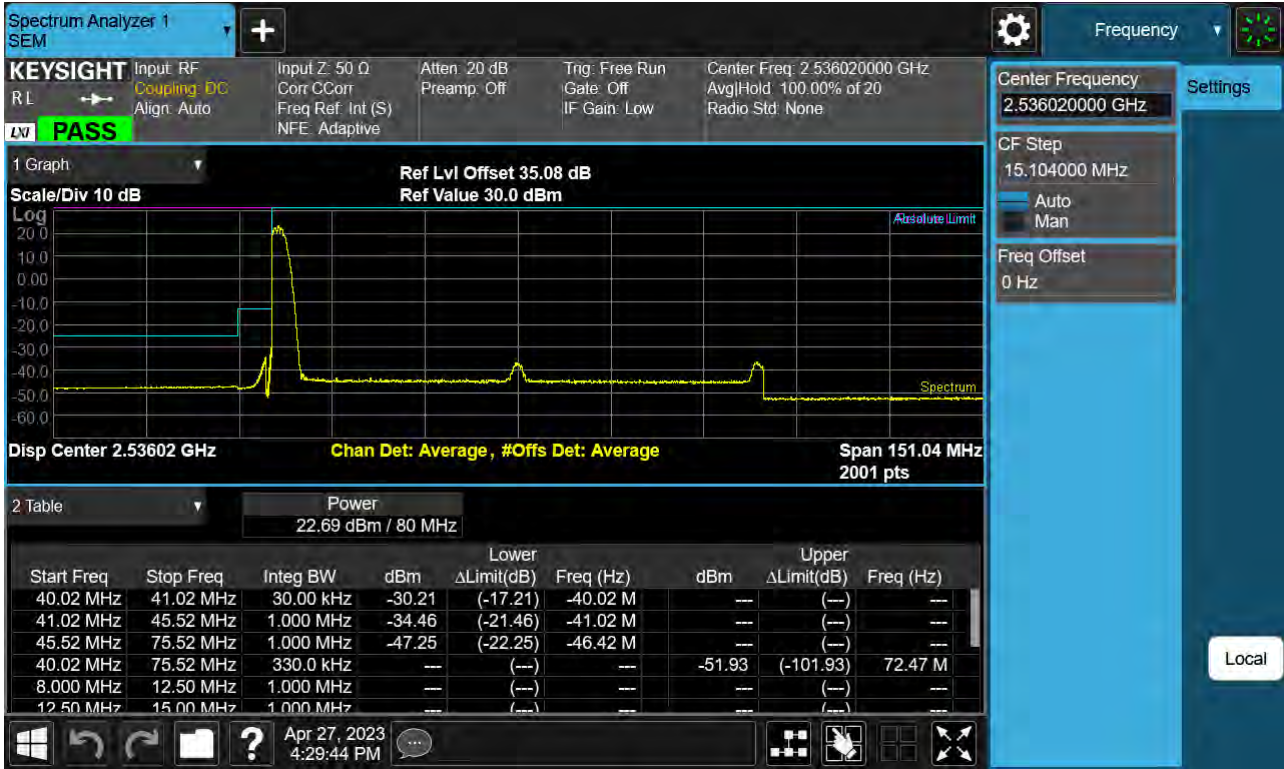 Spectrum Analyzer 1
SEM
Frequency
KEYSIGHT
R L
LXI
PASS
Input: RF
Coupling: DC
Align: Auto
Input Z: 50 Ω
Corr CCorr
Freq Ref: Int (S)
NFE: Adaptive
Atten: 20 dB
Preamp: Off
Trig: Free Run
Gate: Off
IF Gain: Low
Center Freq: 2.536020000 GHz
Avg|Hold: 100.00% of 20
Radio Std: None
Center Frequency
2.536020000 GHz
Settings
CF Step
15.104000 MHz
Auto
Man
Freq Offset
0 Hz
Local
1 Graph
Ref Lvl Offset 35.08 dB
Scale/Div 10 dB
Ref Value 30.0 dBm
Log
Absolute Limit
20.0
10.0
0.00
-10.0
-20.0
-30.0
-40.0
-50.0
-60.0
Spectrum
Disp Center 2.53602 GHz
Chan Det: Average, #Offs Det: Average
Span 151.04 MHz
2001 pts
2 Table
Power
22.69 dBm / 80 MHz
Lower Upper
Start Freq Stop Freq Integ BW dBm ΔLimit(dB) Freq (Hz) dBm ΔLimit(dB) Freq (Hz)
40.02 MHz 41.02 MHz 30.00 kHz -30.21 (-17.21) -40.02 M --- (---) ---
41.02 MHz 45.52 MHz 1.000 MHz -34.46 (-21.46) -41.02 M --- (---) ---
45.52 MHz 75.52 MHz 1.000 MHz -47.25 (-22.25) -46.42 M --- (---) ---
40.02 MHz 75.52 MHz 330.0 kHz --- (---) --- -51.93 (-101.93) 72.47 M
8.000 MHz 12.50 MHz 1.000 MHz --- (---) --- --- (---) ---
12.50 MHz 15.00 MHz 1.000 MHz --- (---) --- --- (---) ---
Apr 27, 2023
4:29:44 PM